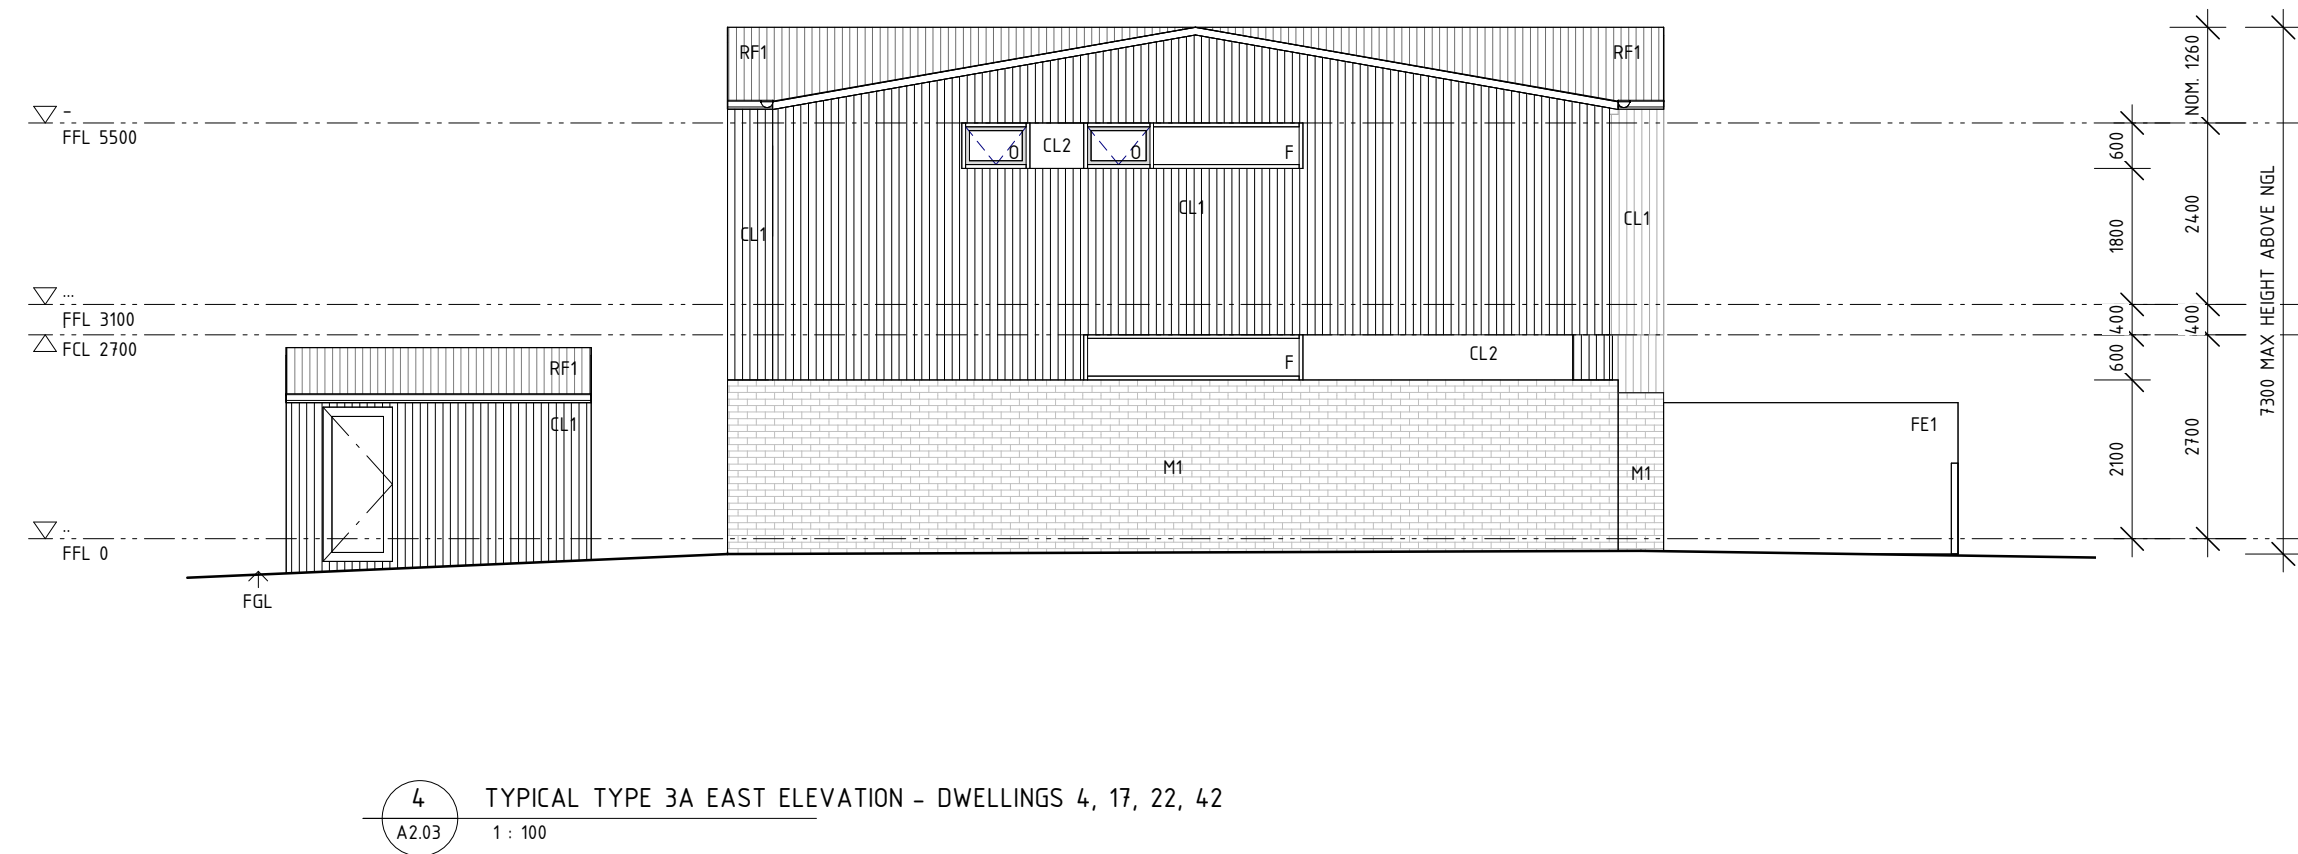 RF1
RF1
NOM. 1260
-
FFL 5500
O
CL2
O
F
600
7300 MAX HEIGHT ABOVE NGL
CL1
CL1
CL1
1800
2400
...
FFL 3100
FCL 2700
400
400
RF1
F
CL2
600
CL1
FE1
M1
M1
2100
2700
..
FFL 0
FGL
4
TYPICAL TYPE 3A EAST ELEVATION - DWELLINGS 4, 17, 22, 42
A2.03
1 : 100